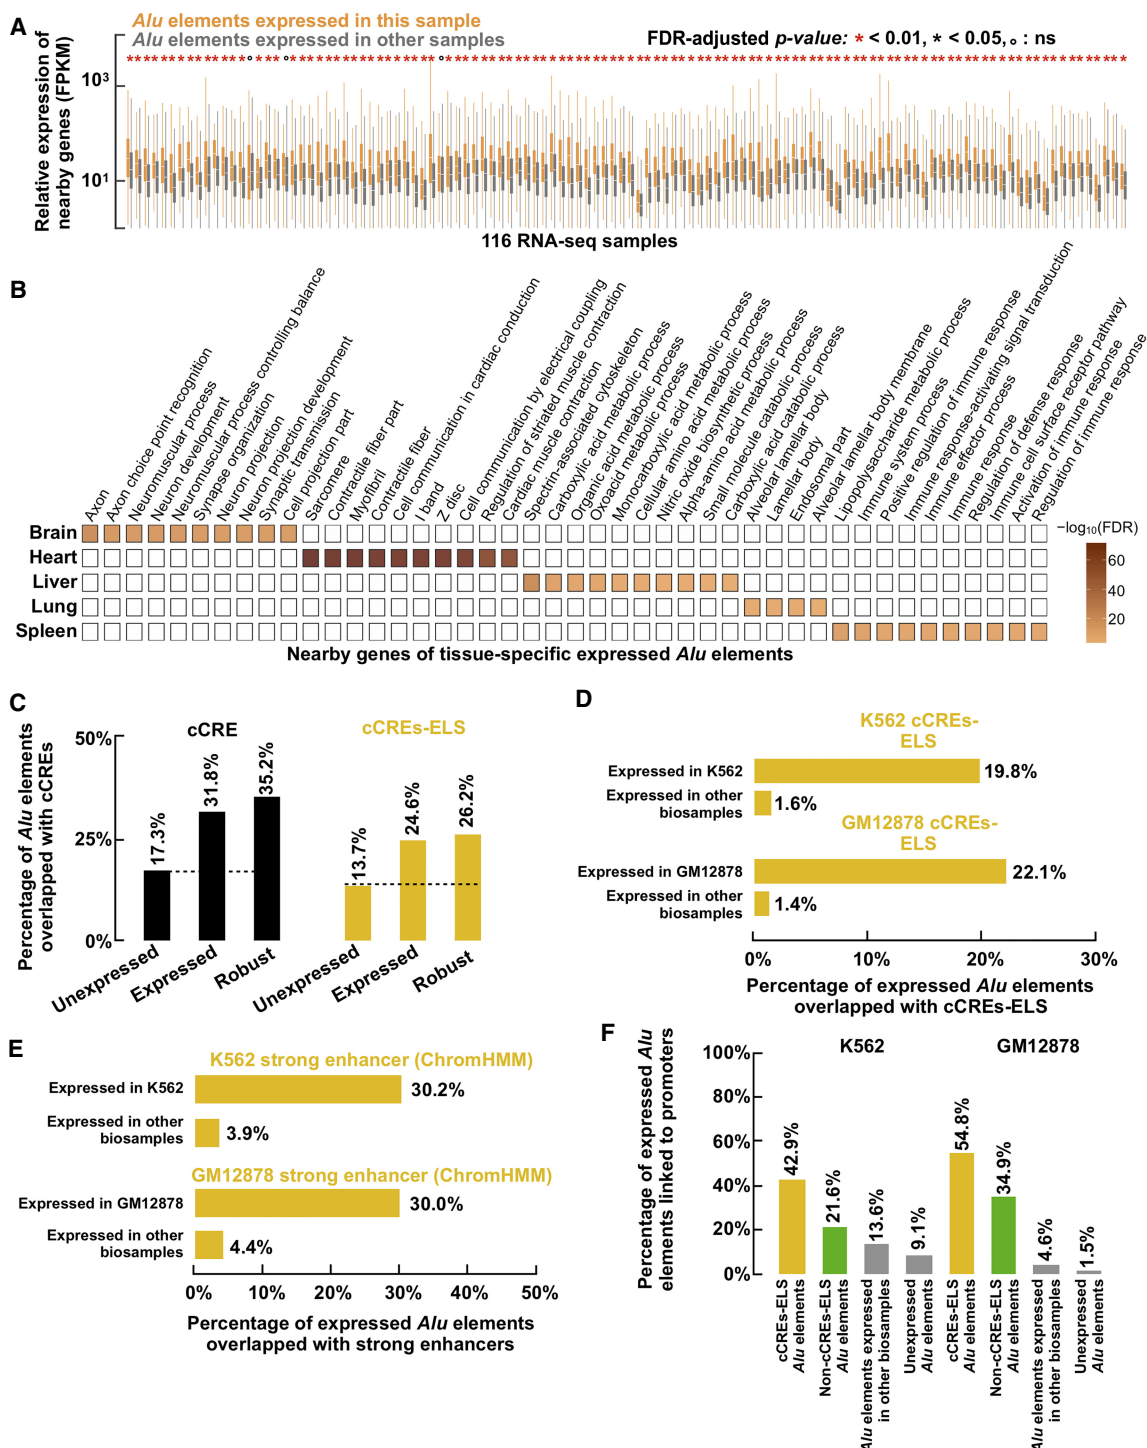 A
Alu elements expressed in this sample
Alu elements expressed in other samples
FDR-adjusted p-value: * < 0.01, * < 0.05, ∘ : ns
Relative expression of
nearby genes (FPKM)
10³
10¹
116 RNA-seq samples
B
Axon
Axon choice point recognition
Neuromuscular process
Neuron development
Neuromuscular process controlling balance
Synapse organization
Neuron projection
Neuron projection development
Synaptic transmission
Cell projection part
Sarcomere
Contractile fiber part
Myofibril
Contractile fiber
Cell communication in cardiac conduction
I band
Z disc
Cell communication by electrical coupling
Regulation of striated muscle contraction
Cardiac muscle contraction
Spectrin-associated cytoskeleton
Carboxylic acid metabolic process
Organic acid metabolic process
Oxoacid metabolic process
Monocarboxylic acid metabolic process
Cellular amino acid metabolic process
Nitric oxide biosynthetic process
Alpha-amino acid metabolic process
Small molecule catabolic process
Carboxylic acid catabolic process
Alveolar lamellar body
Lamellar body
Endosomal part
Alveolar lamellar body membrane
Lipopolysaccharide metabolic process
Immune system process
Positive regulation of immune response
Immune response-activating signal transduction
Immune effector process
Immune response
Regulation of defense response
Immune cell surface receptor pathway
Activation of immune response
Regulation of immune response
Brain
Heart
Liver
Lung
Spleen
−log₁₀(FDR)
60
40
20
Nearby genes of tissue-specific expressed Alu elements
C
Percentage of Alu elements
overlapped with cCREs
50%
25%
0%
cCRE
17.3%
31.8%
35.2%
Unexpressed
Expressed
Robust
cCREs-ELS
13.7%
24.6%
26.2%
Unexpressed
Expressed
Robust
D
K562 cCREs-
ELS
Expressed in K562
19.8%
Expressed in other
biosamples
1.6%
GM12878 cCREs-
ELS
Expressed in GM12878
22.1%
Expressed in other
biosamples
1.4%
0% 10% 20% 30%
Percentage of expressed Alu elements
overlapped with cCREs-ELS
E
K562 strong enhancer (ChromHMM)
Expressed in K562
30.2%
Expressed in other
biosamples
3.9%
GM12878 strong enhancer (ChromHMM)
Expressed in GM12878
30.0%
Expressed in other
biosamples
4.4%
0% 10% 20% 30% 40% 50%
Percentage of expressed Alu elements
overlapped with strong enhancers
F
Percentage of expressed Alu
elements linked to promoters
100%
80%
60%
40%
20%
0%
K562
GM12878
42.9%
21.6%
13.6%
9.1%
54.8%
34.9%
4.6%
1.5%
cCREs-ELS
Alu elements
Non-cCREs-ELS
Alu elements
Alu elements expressed
in other biosamples
Unexpressed
Alu elements
cCREs-ELS
Alu elements
Non-cCREs-ELS
Alu elements
Alu elements expressed
in other biosamples
Unexpressed
Alu elements